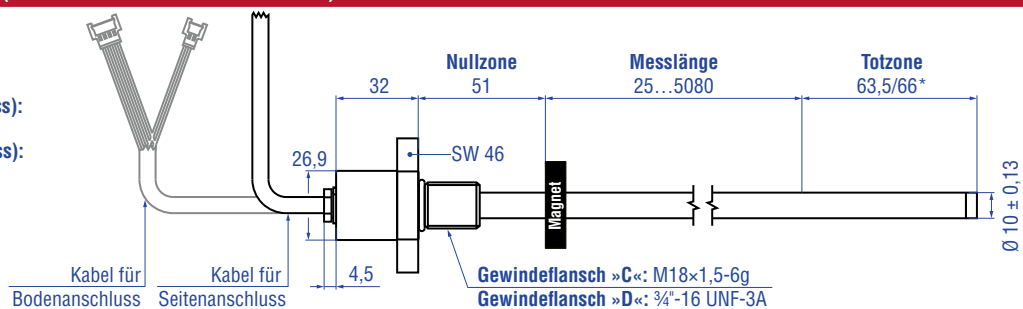 Nullzone
Messlänge
Totzone
32
51
25…5080
63,5/66*
ss):
ss):
26,9
SW 46
Magnet
Ø 10 ± 0,13
Kabel für
Bodenanschluss
Kabel für
Seitenanschluss
4,5
Gewindeflansch »C«: M18×1,5-6g
Gewindeflansch »D«: ¾"-16 UNF-3A